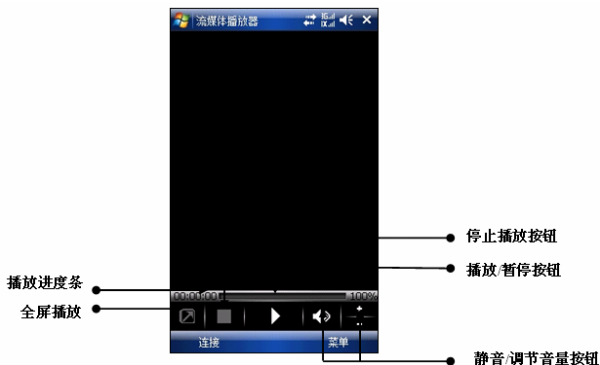 流媒体播放器
停止播放按钮
播放/暂停按钮
播放进度条
00:00:00
100%
全屏播放
连接
菜单
静音/调节音量按钮